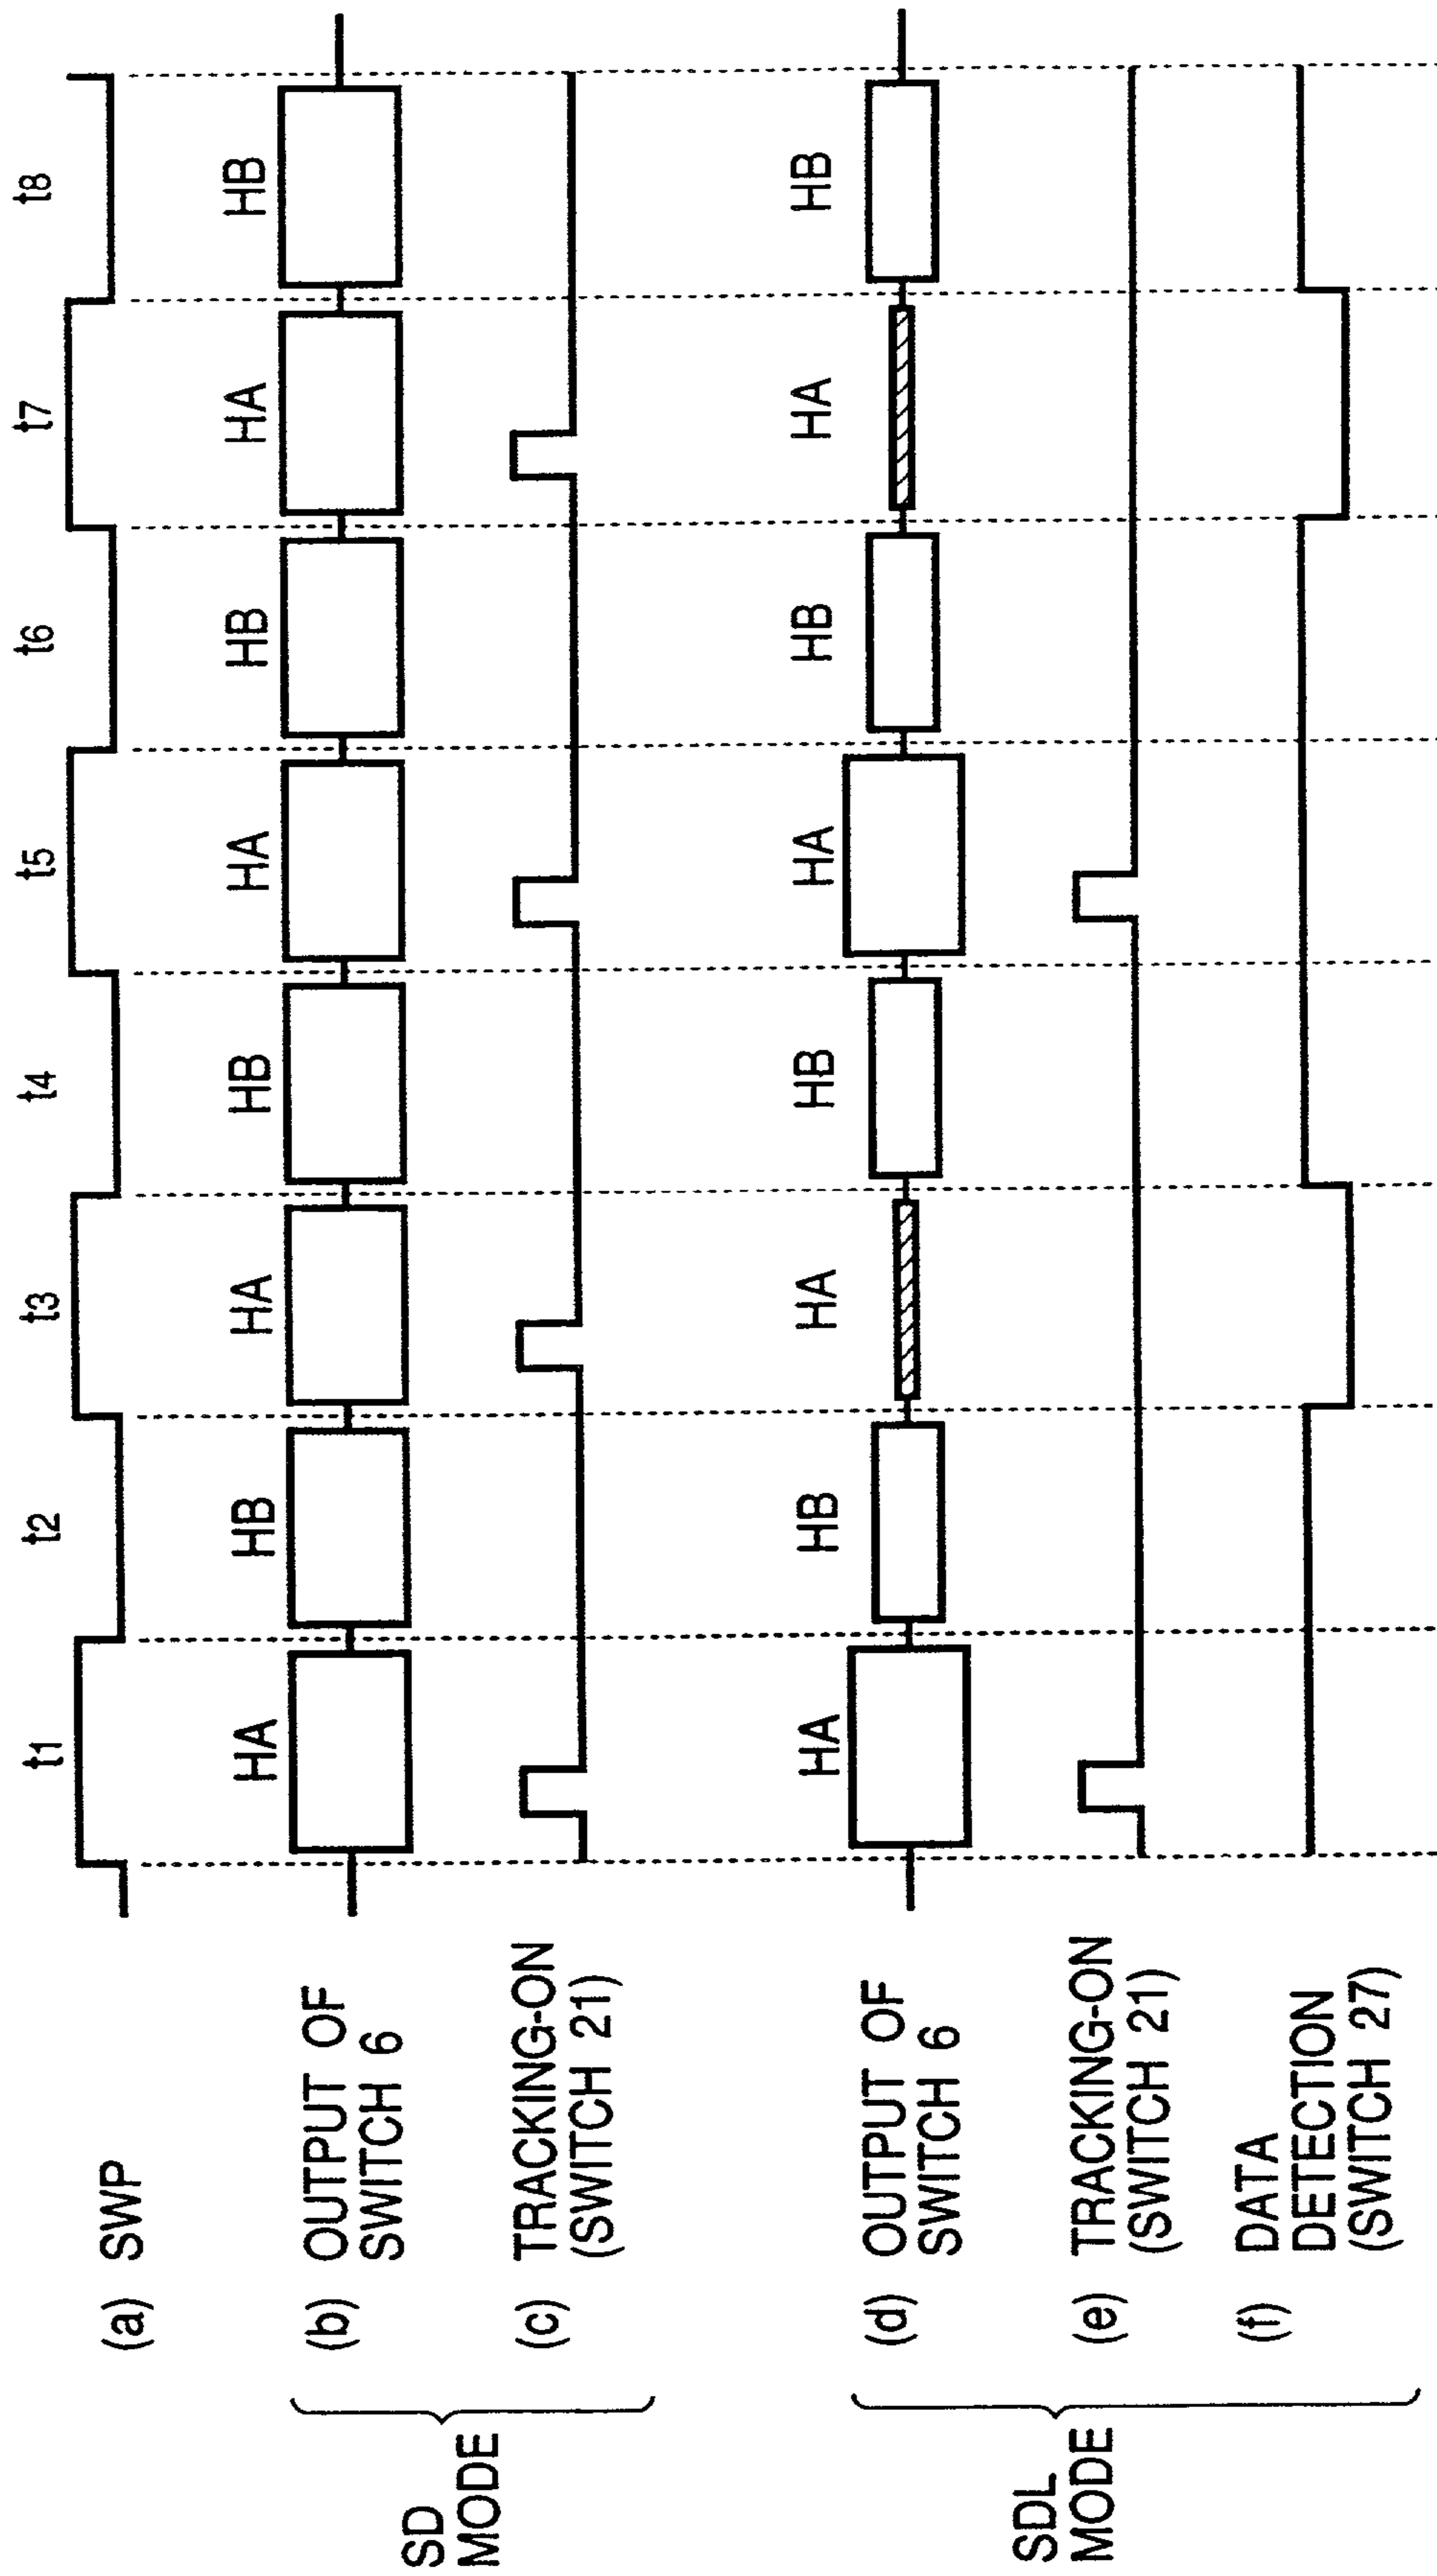 t1 t2 t3 t4 t5 t6 t7 t8
(a) SWP
SD
MODE
(b) OUTPUT OF
SWITCH 6
HA HB HA HB HA HB HA HB
(c) TRACKING-ON
(SWITCH 21)
SDL
MODE
(d) OUTPUT OF
SWITCH 6
HA HB HA HB HA HB HA HB
(e) TRACKING-ON
(SWITCH 21)
(f) DATA
DETECTION
(SWITCH 27)